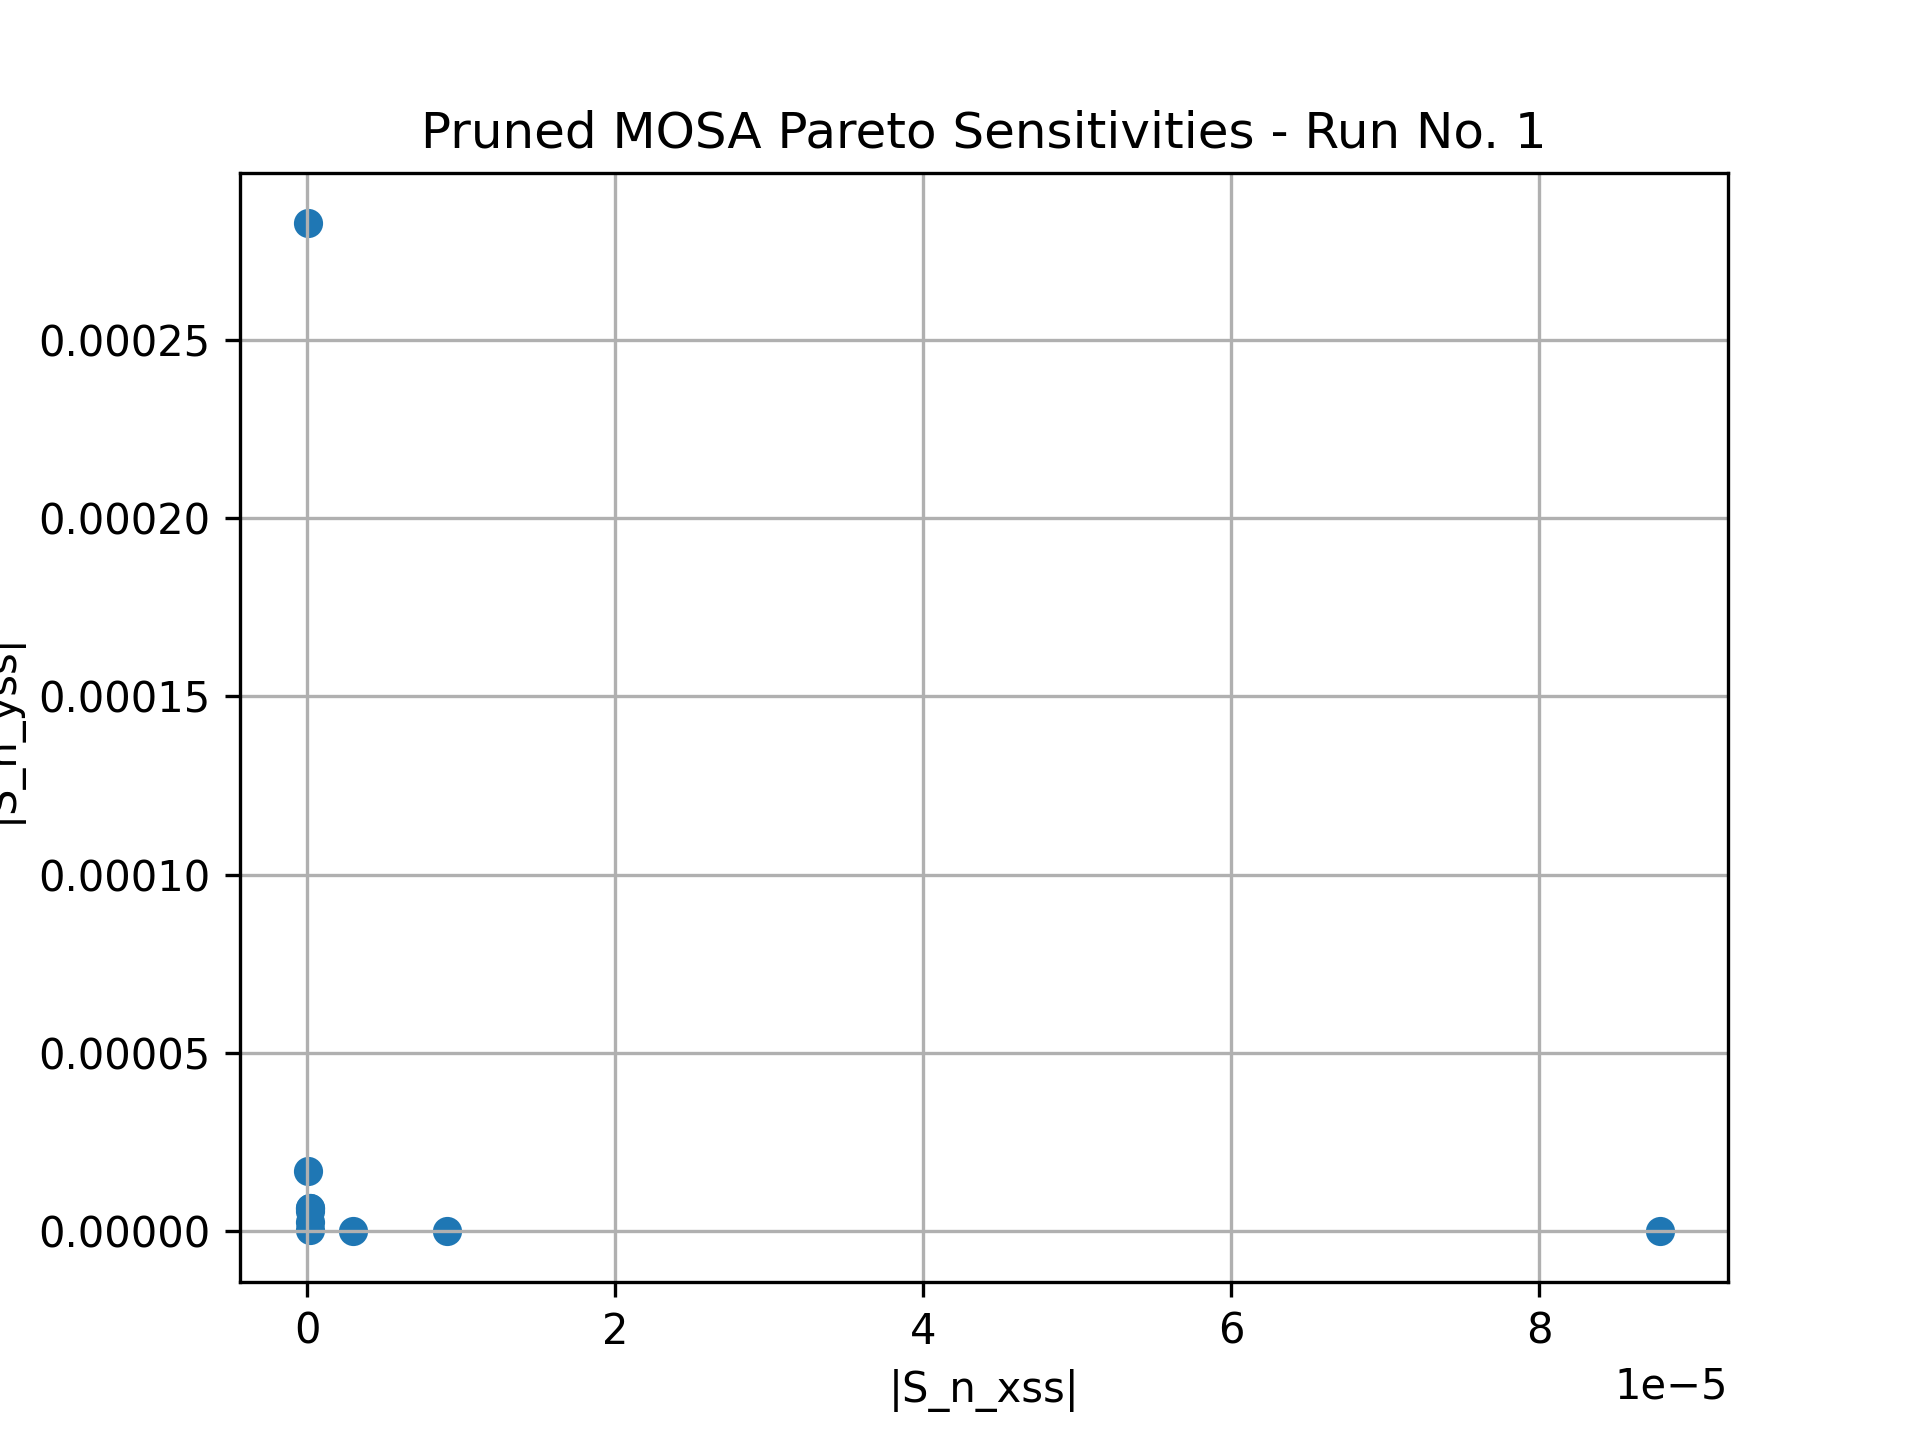 Pruned MOSA Pareto Sensitivities - Run No. 1
|S_n_yss|
0.00025
0.00020
0.00015
0.00010
0.00005
0.00000
0 2 4 6 8
1e−5
|S_n_xss|